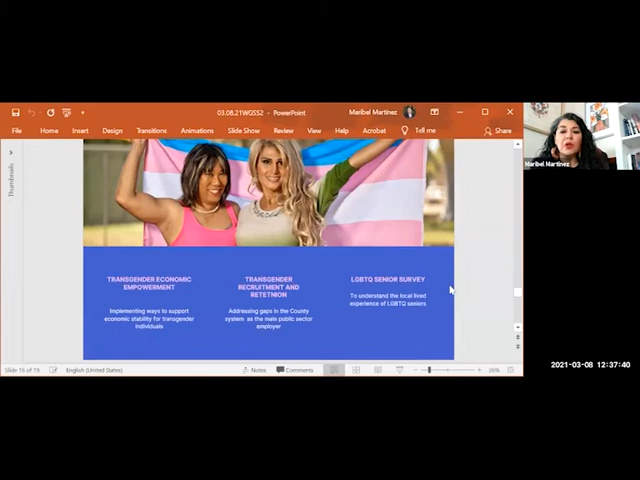 03.08.21WGSS2 - PowerPoint
Maribel Martinez
File Home Insert Design Transitions Animations Slide Show Review View Help Acrobat Tell me Share
Maribel Martinez
Thumbnails
TRANSGENDER ECONOMIC
EMPOWERMENT
Implementing ways to support
economic stability for transgender
individuals
TRANSGENDER
RECRUITMENT AND
RETETNION
Addressing gaps in the County
system as the main public sector
employer
LGBTQ SENIOR SURVEY
To understand the local lived
experience of LGBTQ seniors
Slide 16 of 19 English (United States) Notes Comments 36%
2021-03-08 12:37:40